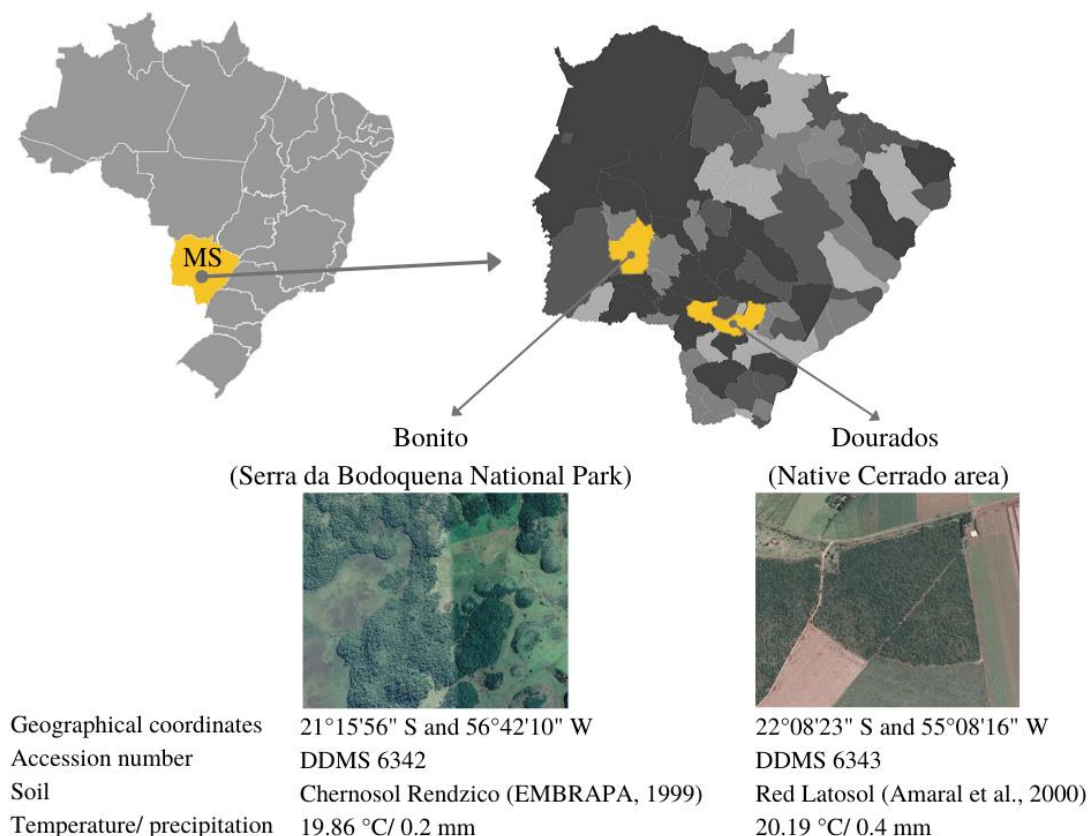 MS
Bonito
(Serra da Bodoquena National Park)
Dourados
(Native Cerrado area)
Geographical coordinates 21°15'56" S and 56°42'10" W 22°08'23" S and 55°08'16" W
Accession number DDMS 6342 DDMS 6343
Soil Chernosol Rendzico (EMBRAPA, 1999) Red Latosol (Amaral et al., 2000)
Temperature/ precipitation 19.86 °C/ 0.2 mm 20.19 °C/ 0.4 mm